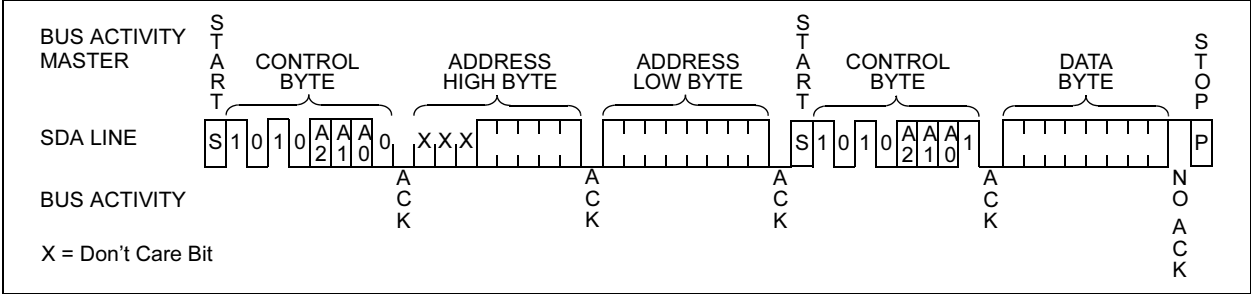 BUS ACTIVITY
MASTER
START
CONTROL
BYTE
ADDRESS
HIGH BYTE
ADDRESS
LOW BYTE
START
CONTROL
BYTE
DATA
BYTE
STOP
SDA LINE
S 1 0 1 0 A2 A1 A0 0 X X X S 1 0 1 0 A2 A1 A0 1 P
BUS ACTIVITY
ACK
ACK
ACK
ACK
NO ACK
X = Don't Care Bit